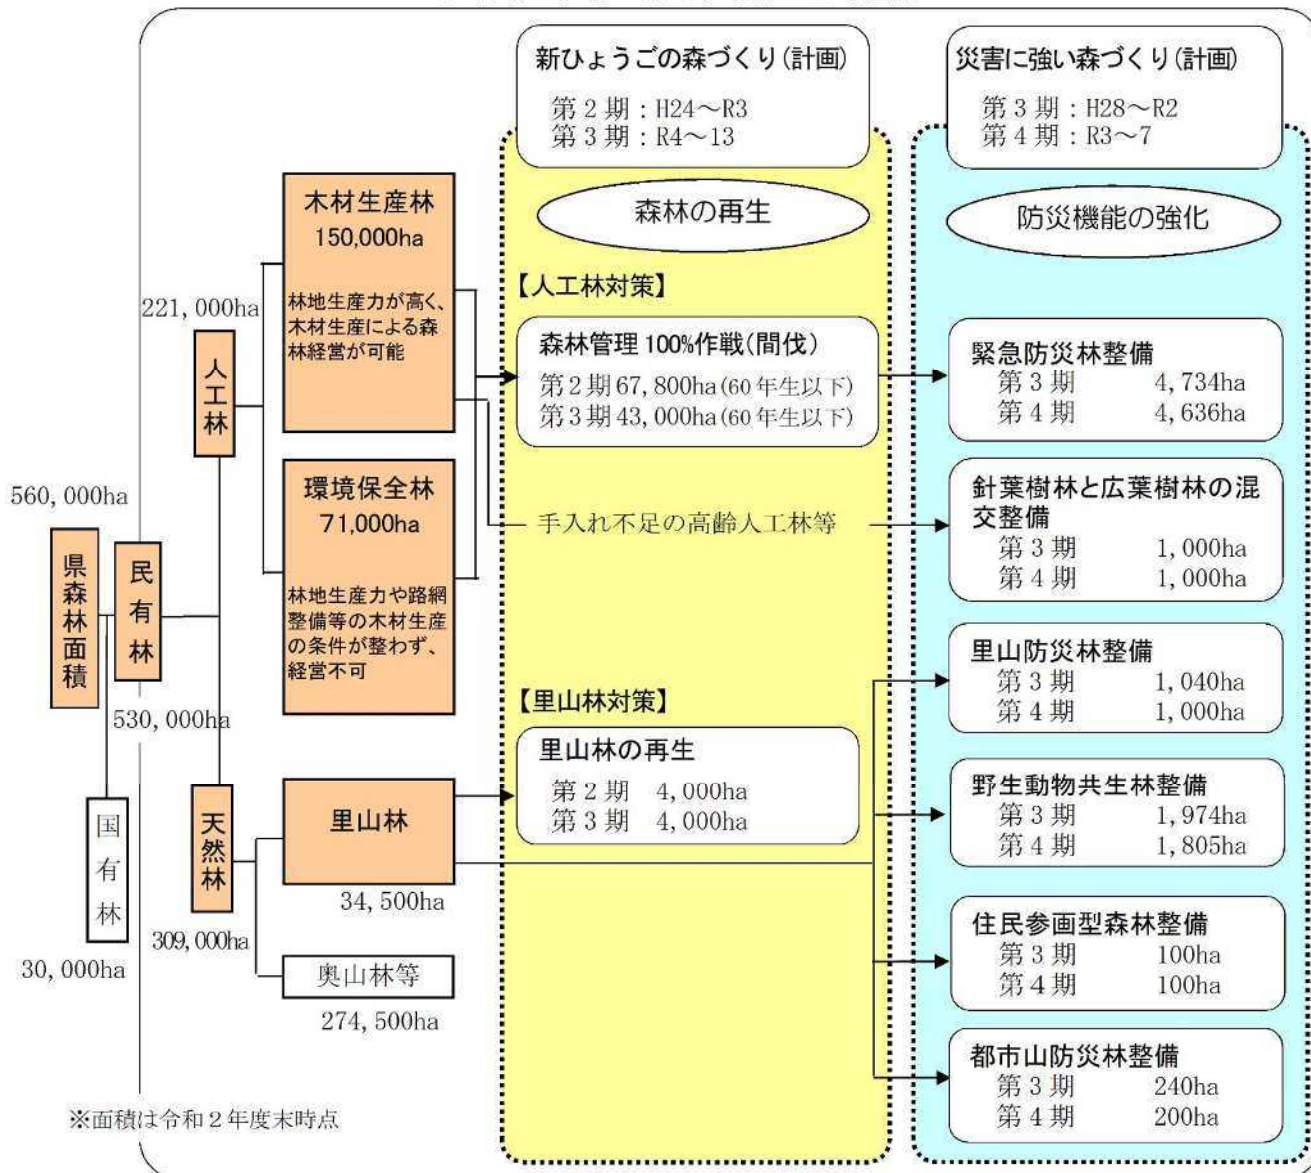 新ひょうごの森づくり(計画)
第2期:H24~R3
第3期:R4~13
災害に強い森づくり(計画)
第3期:H28~R2
第4期:R3~7
森林の再生
防災機能の強化
県森林面積
560,000ha
民有林
530,000ha
国有林
30,000ha
人工林
221,000ha
天然林
309,000ha
木材生産林
150,000ha
林地生産力が高く、
木材生産による森
林経営が可能
環境保全林
71,000ha
林地生産力や路網
整備等の木材生産
の条件が整わず、
経営不可
里山林
34,500ha
奥山林等
274,500ha
【人工林対策】
森林管理100%作戦(間伐)
第2期67,800ha(60年生以下)
第3期43,000ha(60年生以下)
手入れ不足の高齢人工林等
【里山林対策】
里山林の再生
第2期 4,000ha
第3期 4,000ha
緊急防災林整備
第3期 4,734ha
第4期 4,636ha
針葉樹林と広葉樹林の混
交整備
第3期 1,000ha
第4期 1,000ha
里山防災林整備
第3期 1,040ha
第4期 1,000ha
野生動物共生林整備
第3期 1,974ha
第4期 1,805ha
住民参画型森林整備
第3期 100ha
第4期 100ha
都市山防災林整備
第3期 240ha
第4期 200ha
※面積は令和2年度末時点